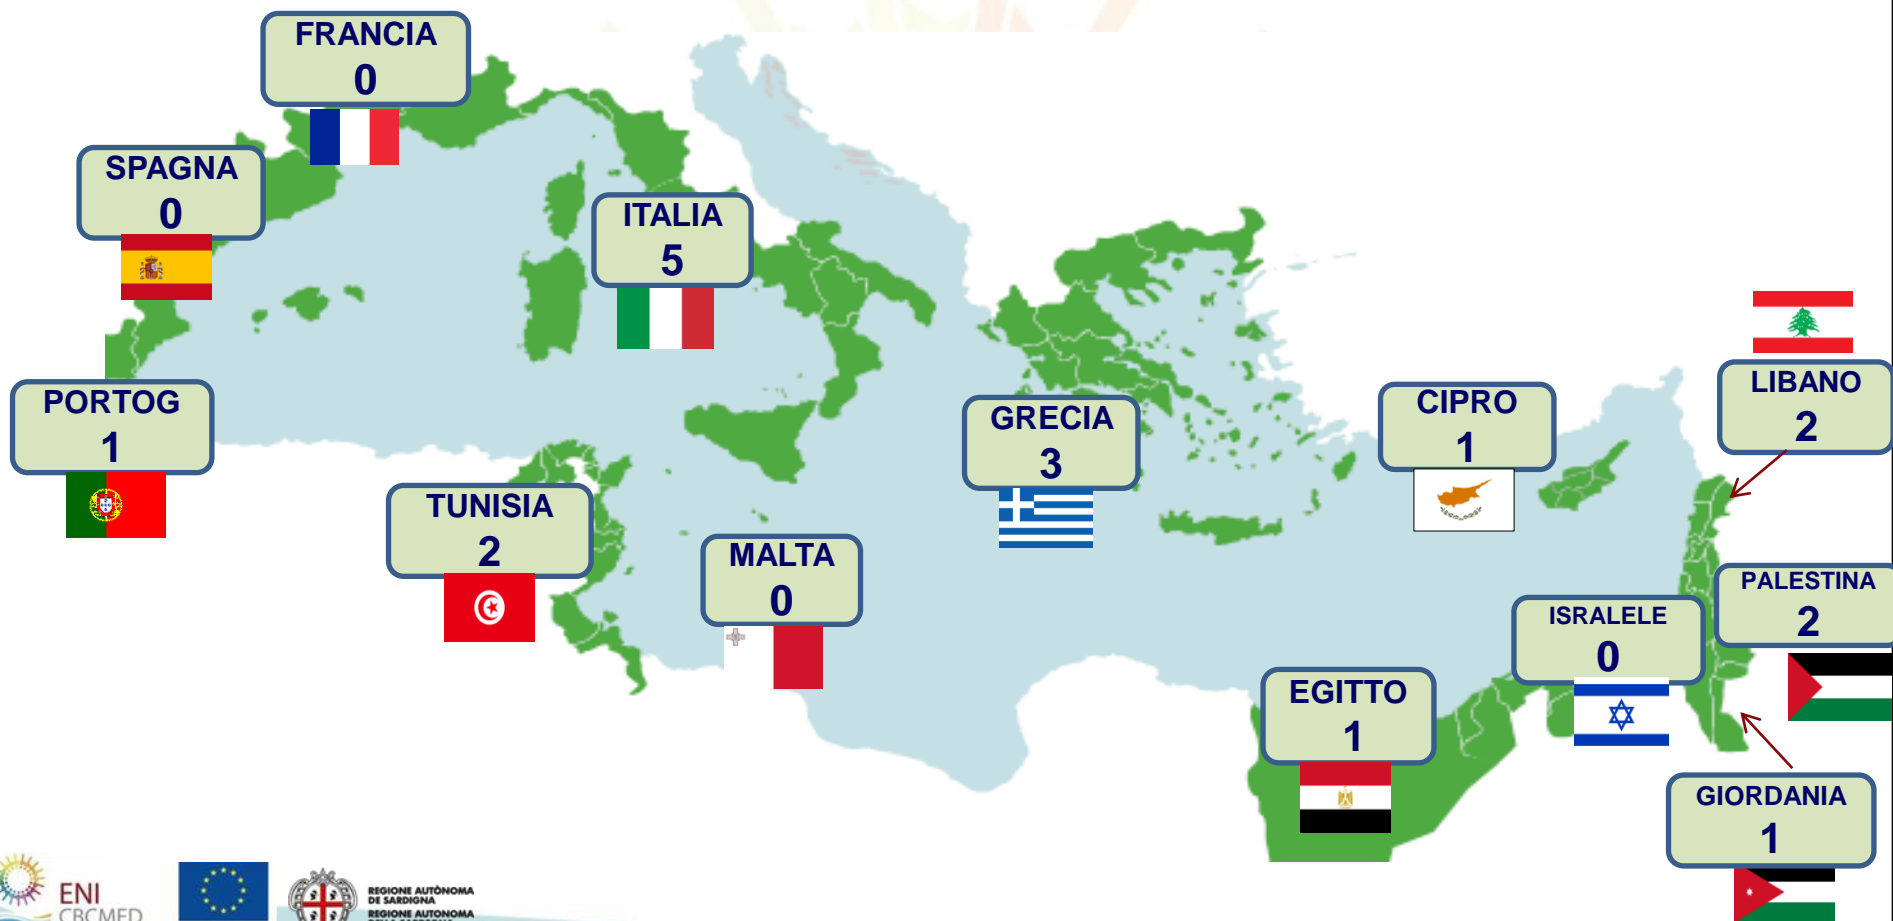 FRANCIA
0
SPAGNA
0
ITALIA
5
PORTOG
1
GRECIA
3
CIPRO
1
LIBANO
2
TUNISIA
2
MALTA
0
PALESTINA
2
ISRALELE
0
EGITTO
1
GIORDANIA
1
ENI
CBCMED
REGIONE AUTÒNOMA
DE SARDIGNA
REGIONE AUTONOMA